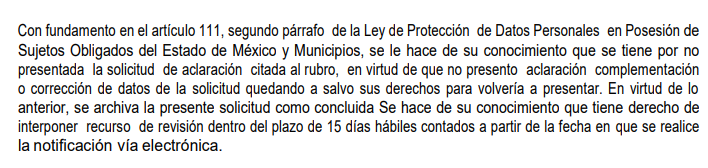 Con fundamento en el artículo 111, segundo párrafo de la Ley de Protección de Datos Personales en Posesión de
Sujetos Obligados del Estado de México y Municipios, se le hace de su conocimiento que se tiene por no
presentada la solicitud de aclaración citada al rubro, en virtud de que no presento aclaración complementación
o corrección de datos de la solicitud quedando a salvo sus derechos para volvería a presentar. En virtud de lo
anterior, se archiva la presente solicitud como concluida Se hace de su conocimiento que tiene derecho de
interponer recurso de revisión dentro del plazo de 15 días hábiles contados a partir de la fecha en que se realice
la notificación vía electrónica.